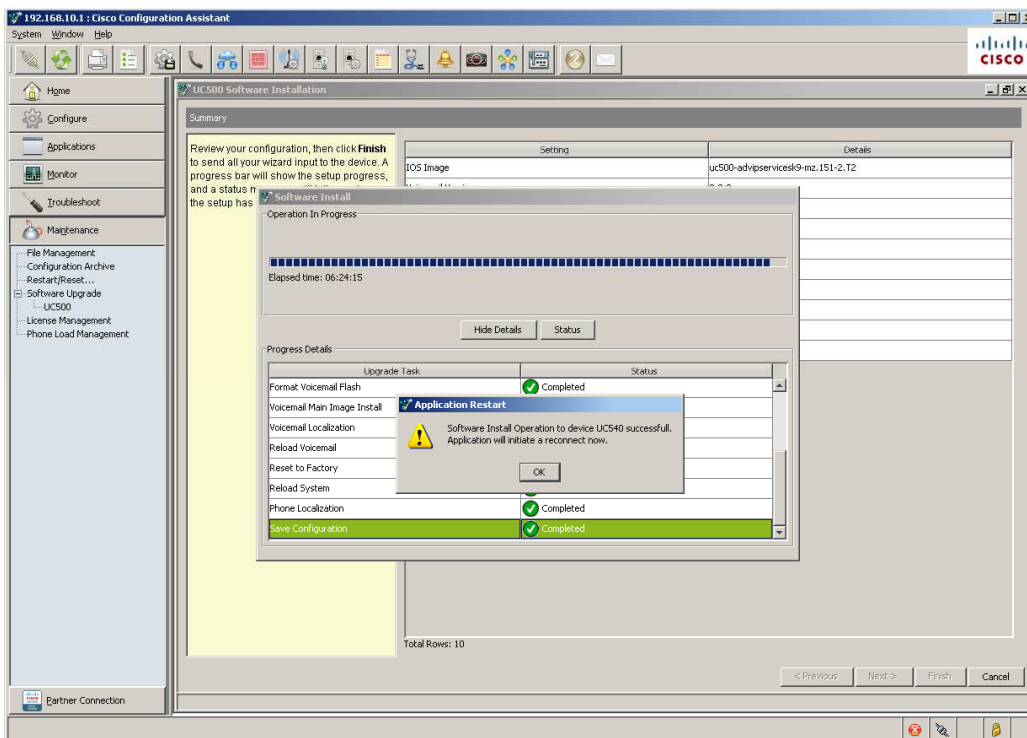 192.168.10.1 : Cisco Configuration Assistant
System Window Help
CISCO
Home
Configure
Applications
Monitor
Troubleshoot
Maintenance
File Management
Configuration Archive
Restart/Reset...
Software Upgrade
UC500
License Management
Phone Load Management
Partner Connection
UC500 Software Installation
Summary
Review your configuration, then click Finish
to send all your wizard input to the device. A
progress bar will show the setup progress,
and a status
the setup has
Setting Details
IOS Image uc500-advipservicesk9-mz.151-2.T2
Software Install
Operation In Progress
Elapsed time: 06:24:15
Hide Details Status
Progress Details
Upgrade Task Status
Format Voicemail Flash Completed
Voicemail Main Image Install
Voicemail Localization
Reload Voicemail
Reset to Factory
Reload System
Phone Localization Completed
Save Configuration Completed
Application Restart
Software Install Operation to device UC540 successful.
Application will initiate a reconnect now.
OK
Total Rows: 10
< Previous Next > Finish Cancel